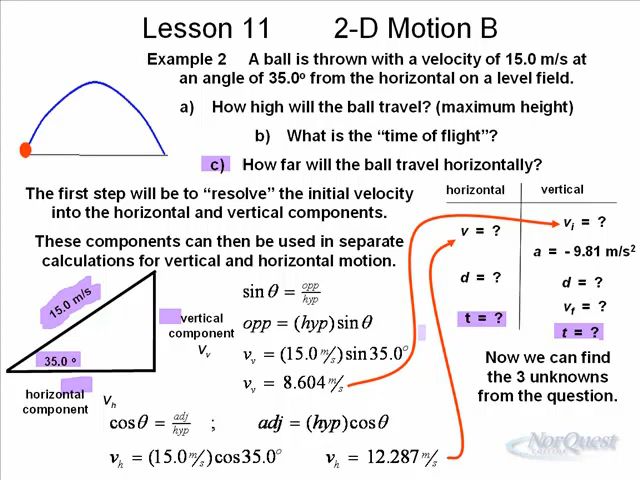 Lesson 11 2-D Motion B
Example 2 A ball is thrown with a velocity of 15.0 m/s at
an angle of 35.0º from the horizontal on a level field.
a) How high will the ball travel? (maximum height)
b) What is the “time of flight”?
c) How far will the ball travel horizontally?
The first step will be to “resolve” the initial velocity
into the horizontal and vertical components.
These components can then be used in separate
calculations for vertical and horizontal motion.
horizontal vertical
v = ? vᵢ = ?
a = - 9.81 m/s²
d = ? d = ?
v_f = ?
t = ? t = ?
15.0 m/s
35.0 º
vertical
component
Vᵥ
horizontal
component
Vₕ
sin θ = opp/hyp
opp = (hyp) sin θ
vᵥ = (15.0 m/s) sin 35.0°
vᵥ = 8.604 m/s
cos θ = adj/hyp ; adj = (hyp) cos θ
vₕ = (15.0 m/s) cos 35.0° vₕ = 12.287 m/s
Now we can find
the 3 unknowns
from the question.
NorQuest
COLLEGE